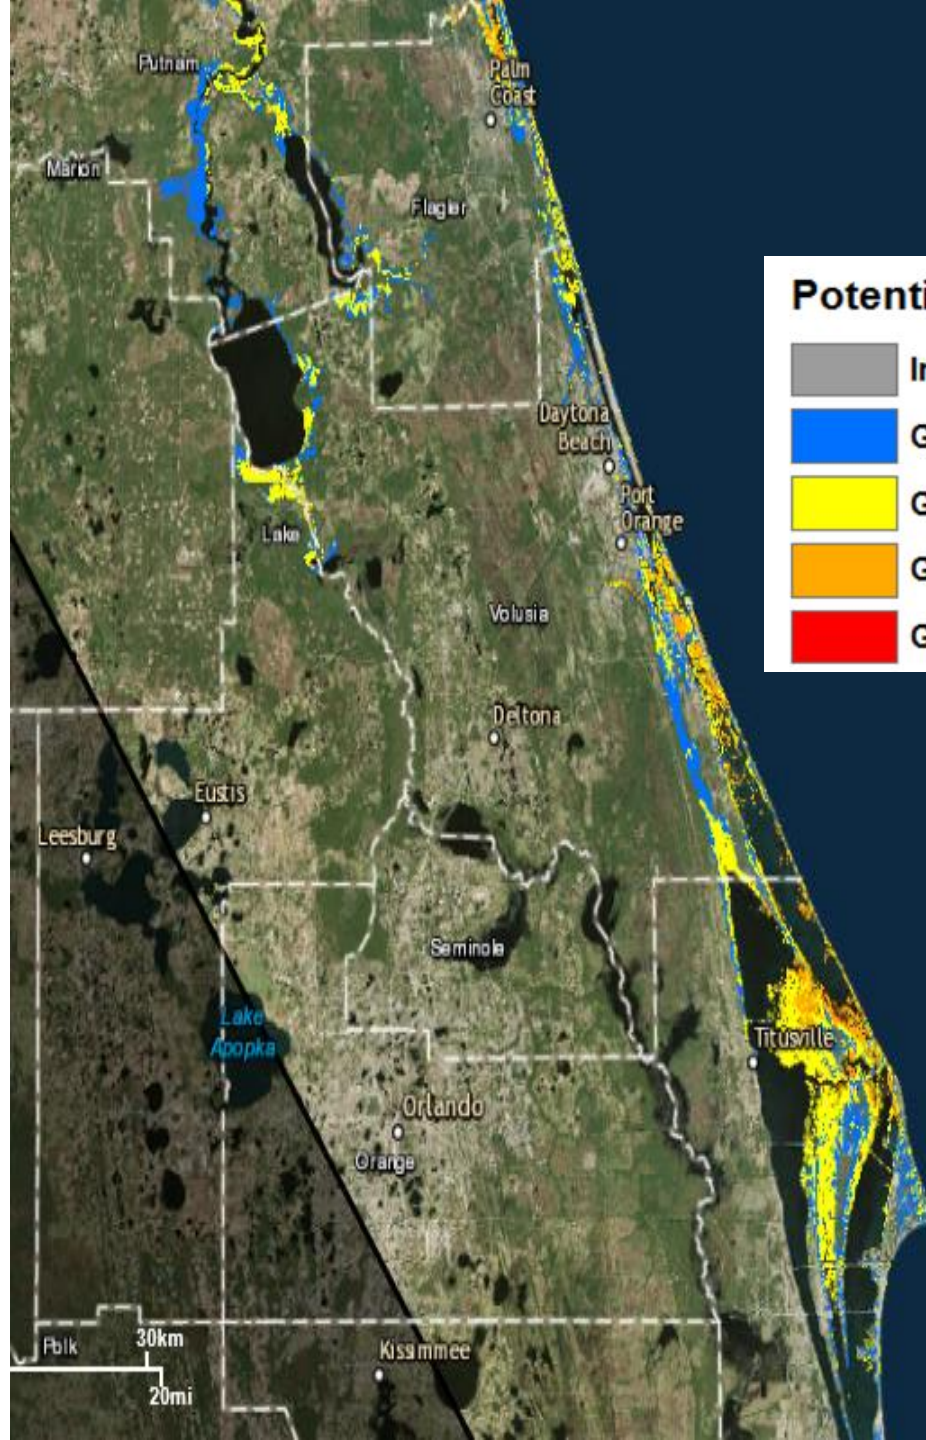 Putnam
Palm
Coast
Marion
Flagler
Potenti
In
G
G
G
G
Daytona
Beach
Port
Orange
Lake
Volusia
Deltona
Eustis
Leesburg
Seminole
Lake
Apopka
Titusville
Orlando
Orange
Polk
30km
20mi
Kissimmee